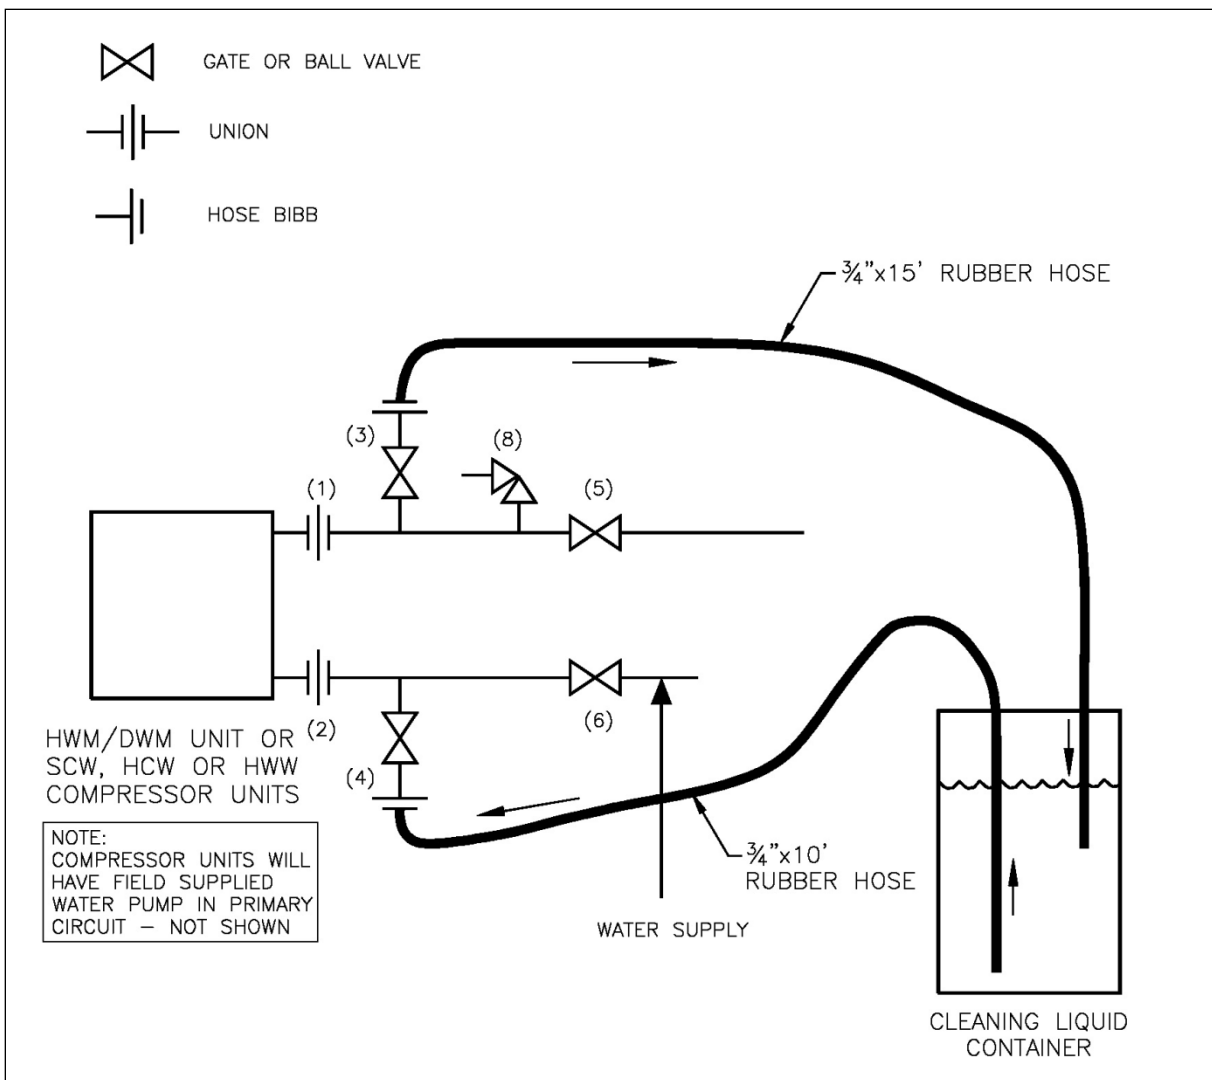 GATE OR BALL VALVE
UNION
HOSE BIBB
¾"x15' RUBBER HOSE
(3)
(8)
(1)
(5)
(2)
(6)
(4)
HWM/DWM UNIT OR
SCW, HCW OR HWW
COMPRESSOR UNITS
NOTE:
COMPRESSOR UNITS WILL
HAVE FIELD SUPPLIED
WATER PUMP IN PRIMARY
CIRCUIT – NOT SHOWN
¾"x10'
RUBBER HOSE
WATER SUPPLY
CLEANING LIQUID
CONTAINER